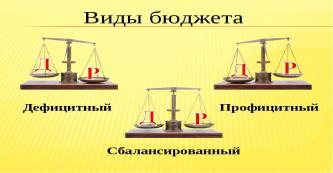 Виды бюджета
Д Р
Д Р
Дефицитный
Профицитный
Д Р
Сбалансированный